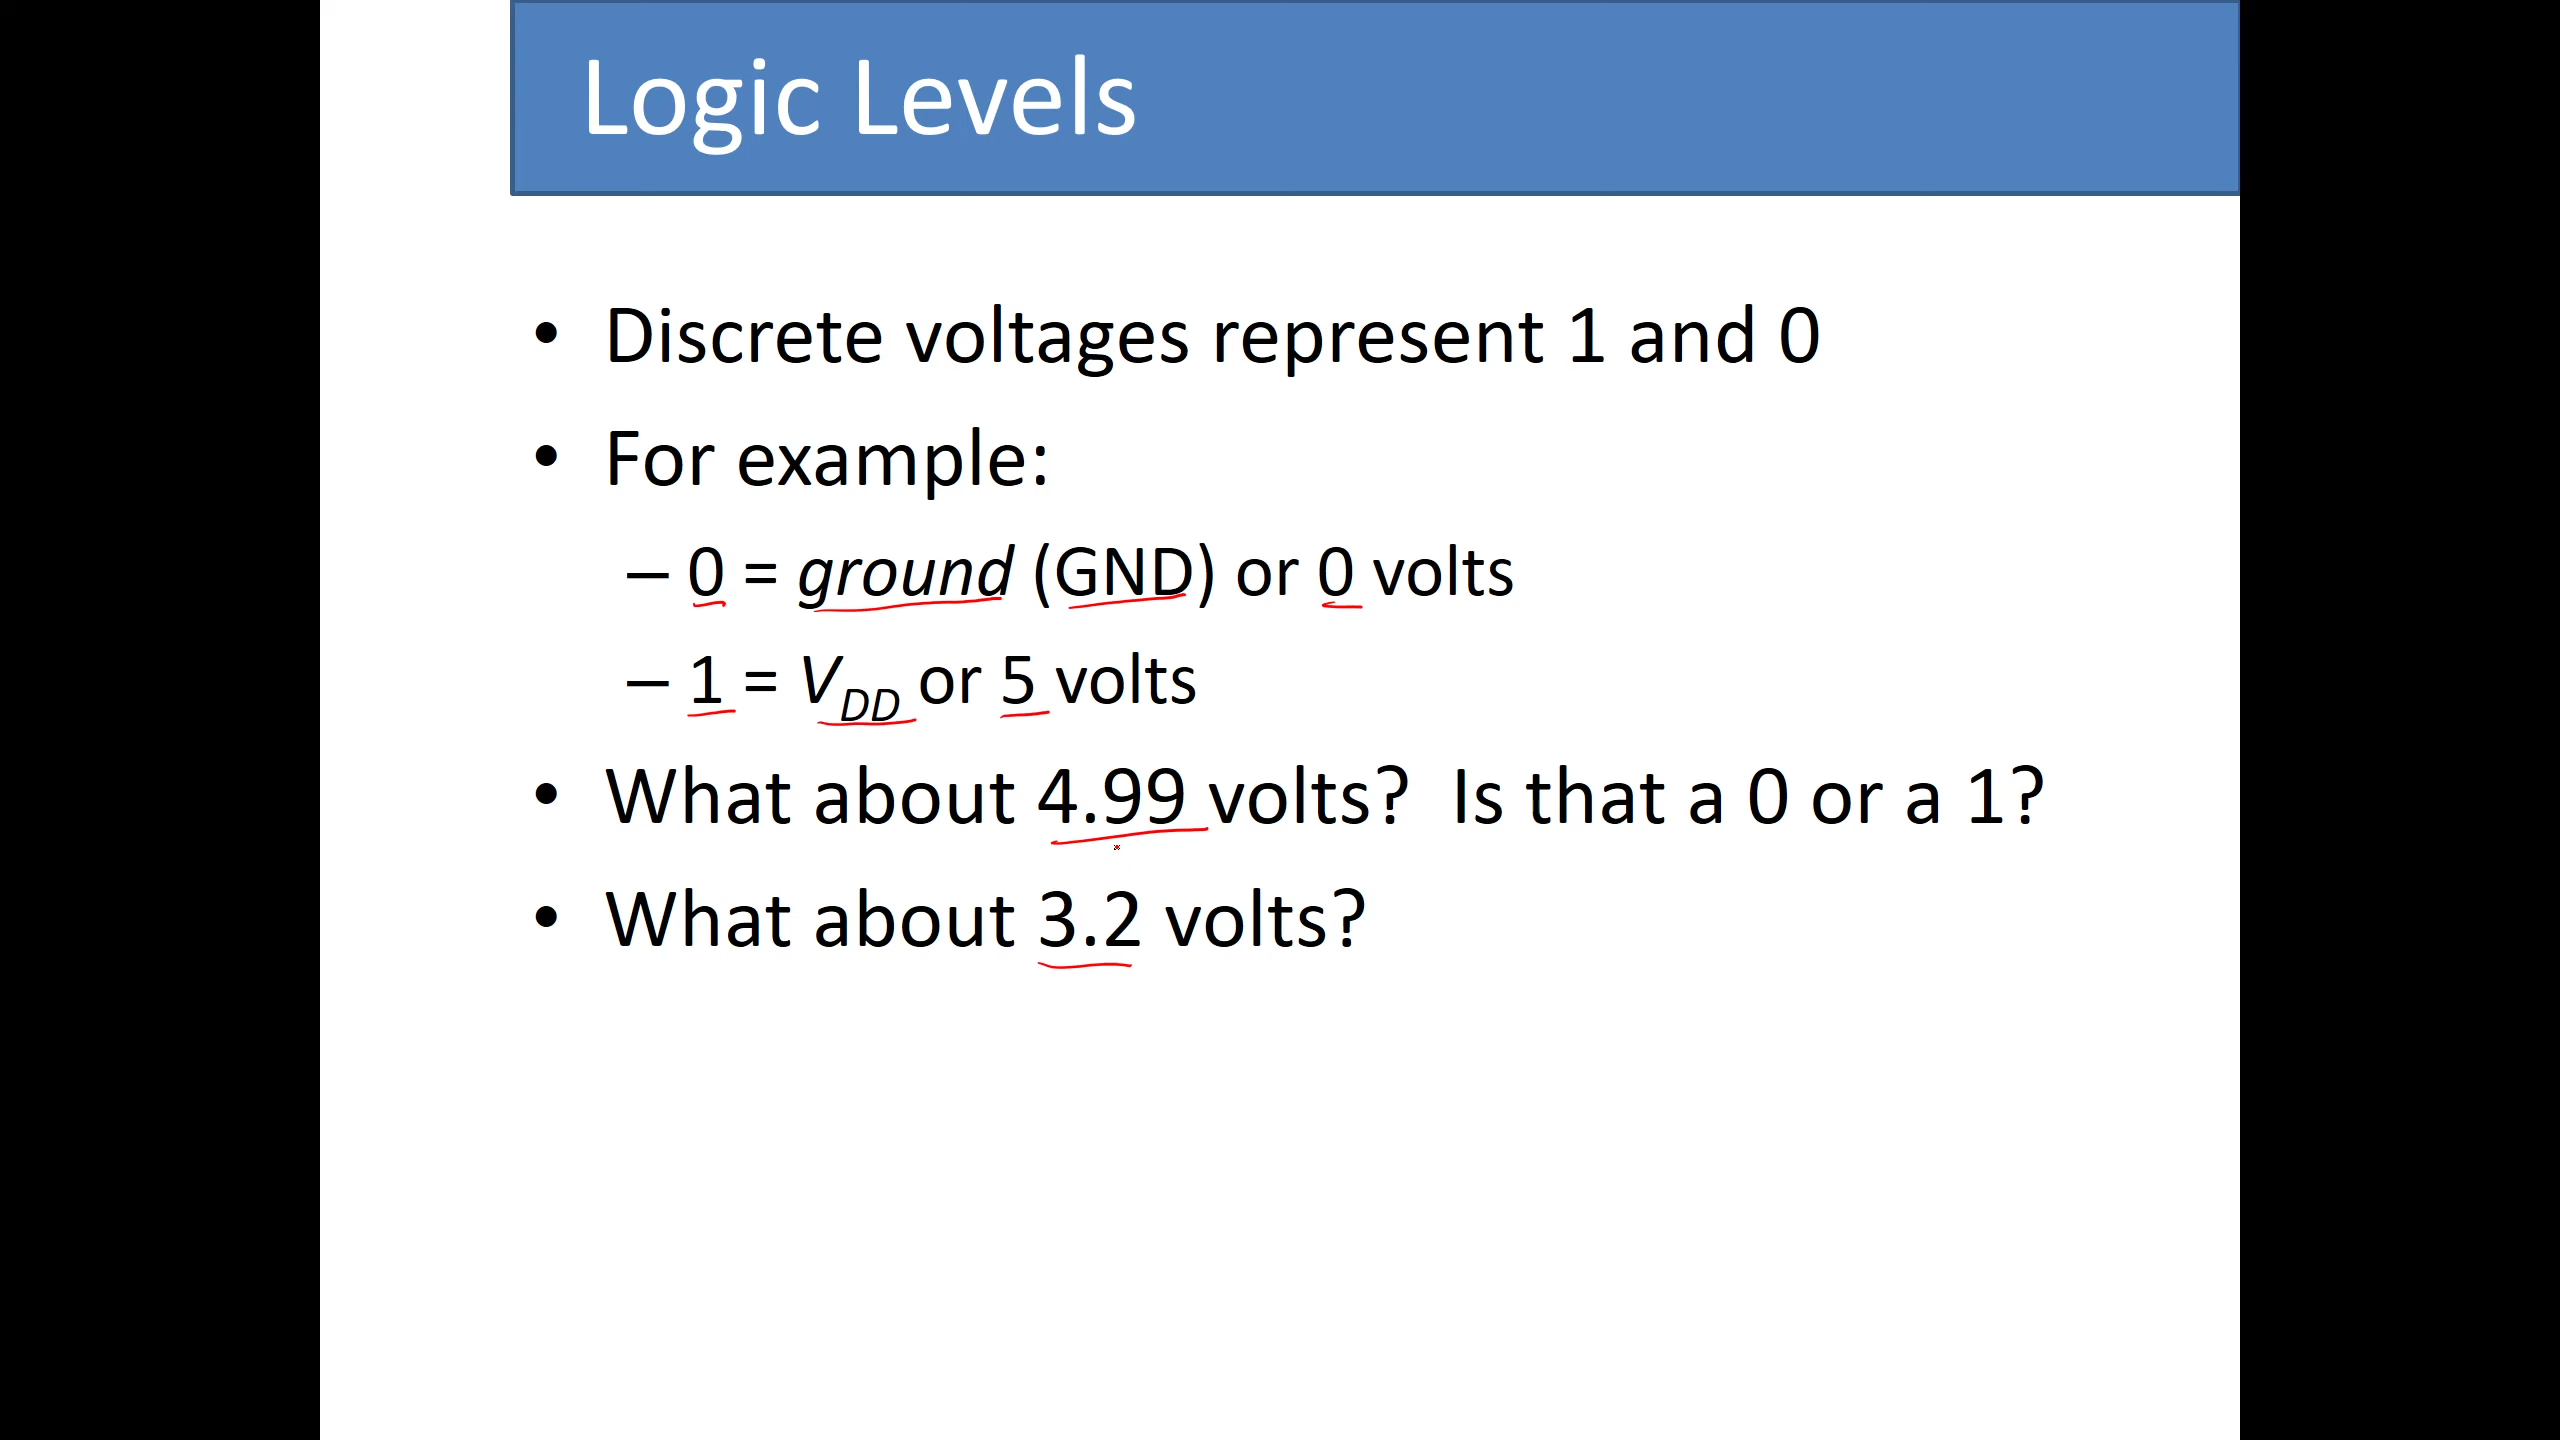 Logic Levels
• Discrete voltages represent 1 and 0
• For example:
– 0 = ground (GND) or 0 volts
– 1 = VDD or 5 volts
• What about 4.99 volts?  Is that a 0 or a 1?
• What about 3.2 volts?